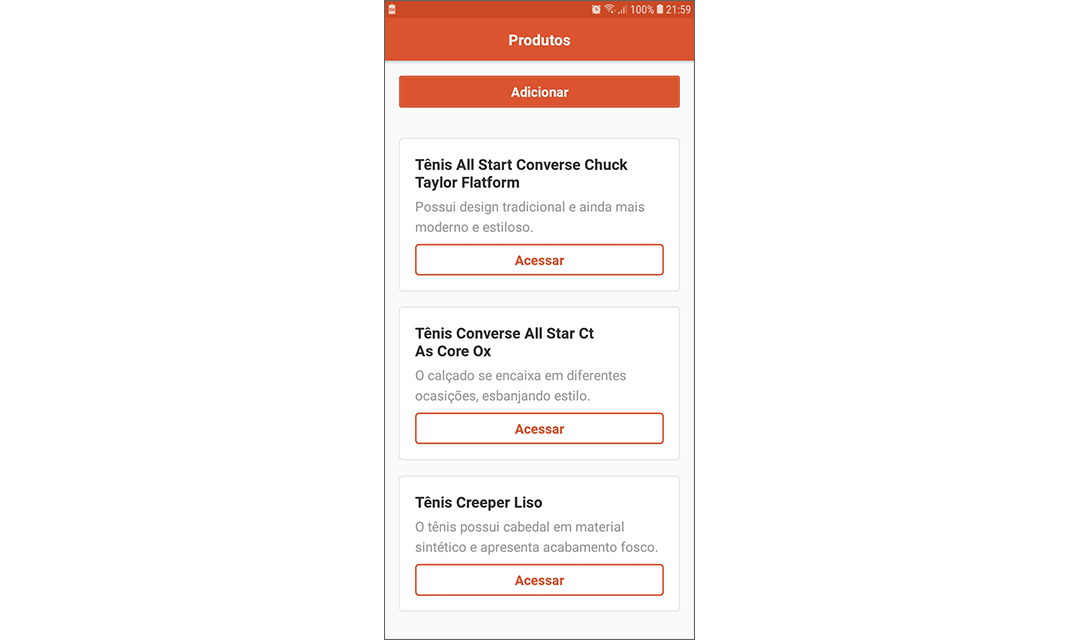 100% 21:59
Produtos
Adicionar
Tênis All Start Converse Chuck
Taylor Flatform
Possui design tradicional e ainda mais
moderno e estiloso.
Acessar
Tênis Converse All Star Ct
As Core Ox
O calçado se encaixa em diferentes
ocasições, esbanjando estilo.
Acessar
Tênis Creeper Liso
O tênis possui cabedal em material
sintético e apresenta acabamento fosco.
Acessar